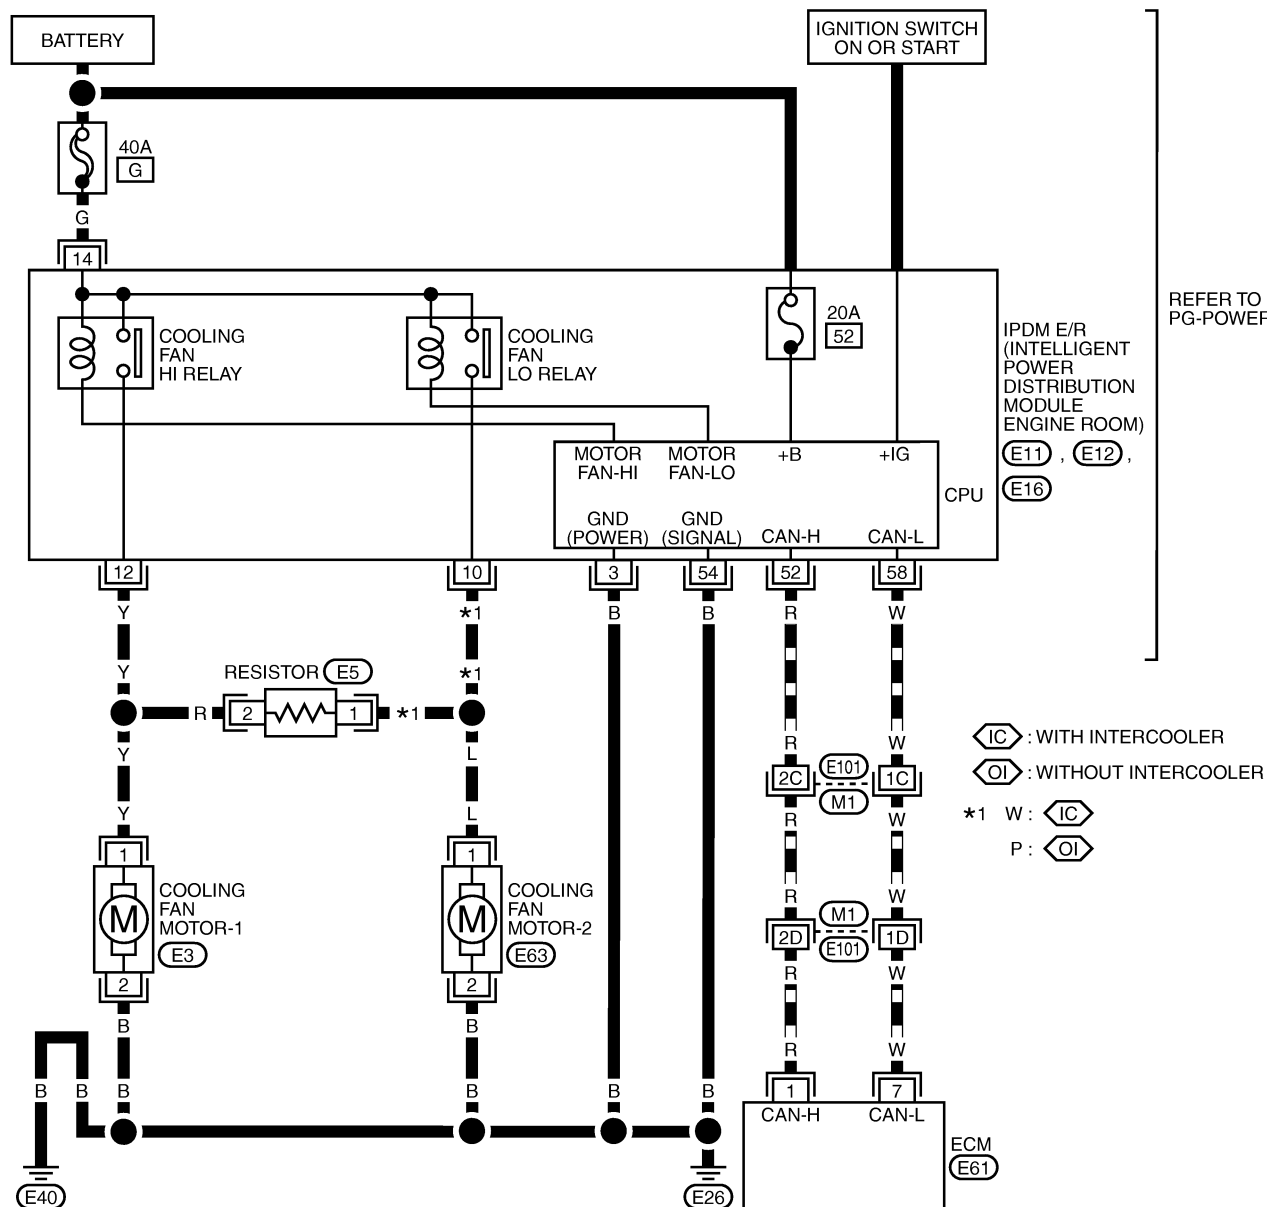 BATTERY
IGNITION SWITCH
ON OR START
40A
G
G
14
COOLING
FAN
HI RELAY
COOLING
FAN
LO RELAY
20A
52
REFER TO
PG-POWER
IPDM E/R
(INTELLIGENT
POWER
DISTRIBUTION
MODULE
ENGINE ROOM)
E11 , E12 ,
E16
MOTOR
FAN-HI
MOTOR
FAN-LO
+B
+IG
CPU
GND
(POWER)
GND
(SIGNAL)
CAN-H
CAN-L
12
10
3
54
52
58
Y
*1
B
B
R
W
Y
RESISTOR E5
*1
R
2
1
*1
Y
L
R
W
IC : WITH INTERCOOLER
OI : WITHOUT INTERCOOLER
*1 W : IC
P : OI
2C
E101
M1
1C
Y
L
R
W
1
1
COOLING
FAN
MOTOR-1
E3
M
COOLING
FAN
MOTOR-2
E63
M
R
W
2D
M1
E101
1D
2
2
R
W
B
B
R
W
B
B
B
B
B
B
1
7
CAN-H
CAN-L
ECM
E61
E40
E26